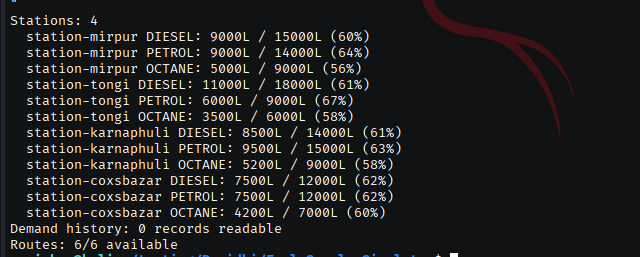 Stations: 4
station-mirpur DIESEL: 9000L / 15000L (60%)
station-mirpur PETROL: 9000L / 14000L (64%)
station-mirpur OCTANE: 5000L / 9000L (56%)
station-tongi DIESEL: 11000L / 18000L (61%)
station-tongi PETROL: 6000L / 9000L (67%)
station-tongi OCTANE: 3500L / 6000L (58%)
station-karnaphuli DIESEL: 8500L / 14000L (61%)
station-karnaphuli PETROL: 9500L / 15000L (63%)
station-karnaphuli OCTANE: 5200L / 9000L (58%)
station-coxsbazar DIESEL: 7500L / 12000L (62%)
station-coxsbazar PETROL: 7500L / 12000L (62%)
station-coxsbazar OCTANE: 4200L / 7000L (60%)
Demand history: 0 records readable
Routes: 6/6 available